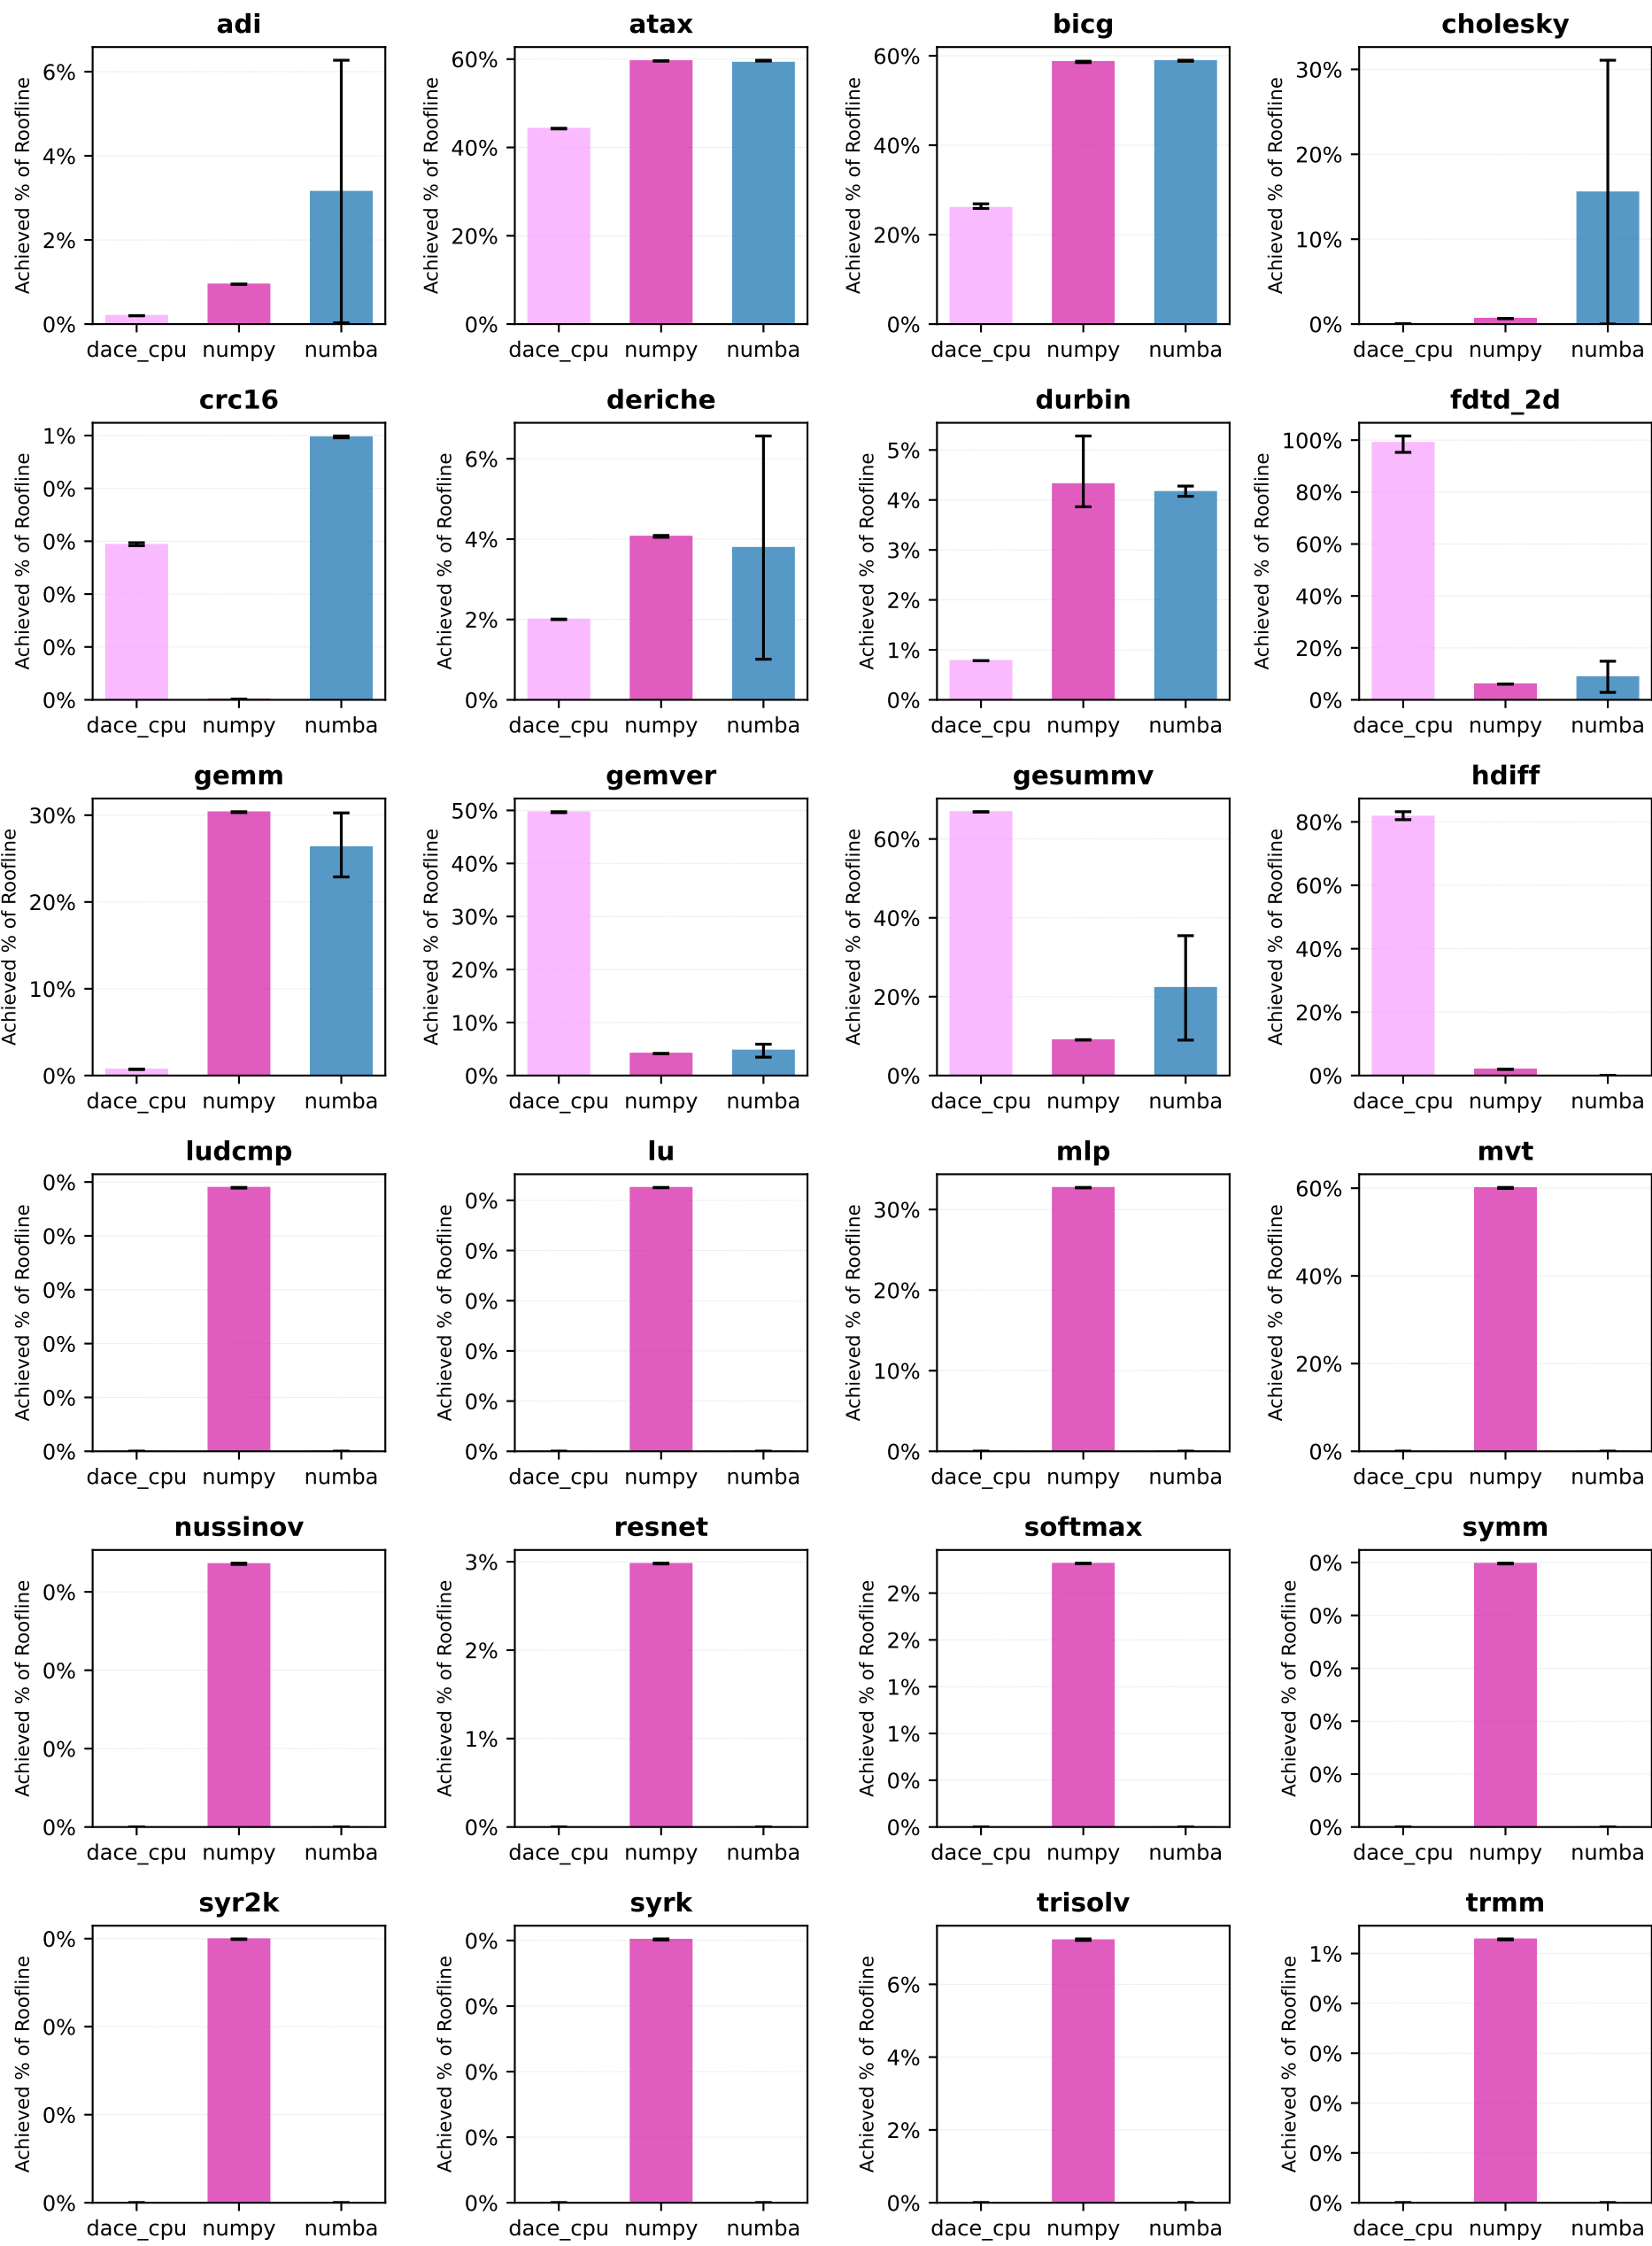 adi
Achieved % of Roofline
6%
4%
2%
0%
dace_cpu numpy numba
atax
Achieved % of Roofline
60%
40%
20%
0%
dace_cpu numpy numba
bicg
Achieved % of Roofline
60%
40%
20%
0%
dace_cpu numpy numba
cholesky
Achieved % of Roofline
30%
20%
10%
0%
dace_cpu numpy numba
crc16
Achieved % of Roofline
1%
0%
0%
0%
0%
0%
dace_cpu numpy numba
deriche
Achieved % of Roofline
6%
4%
2%
0%
dace_cpu numpy numba
durbin
Achieved % of Roofline
5%
4%
3%
2%
1%
0%
dace_cpu numpy numba
fdtd_2d
Achieved % of Roofline
100%
80%
60%
40%
20%
0%
dace_cpu numpy numba
gemm
Achieved % of Roofline
30%
20%
10%
0%
dace_cpu numpy numba
gemver
Achieved % of Roofline
50%
40%
30%
20%
10%
0%
dace_cpu numpy numba
gesummv
Achieved % of Roofline
60%
40%
20%
0%
dace_cpu numpy numba
hdiff
Achieved % of Roofline
80%
60%
40%
20%
0%
dace_cpu numpy numba
ludcmp
Achieved % of Roofline
0%
0%
0%
0%
0%
0%
dace_cpu numpy numba
lu
Achieved % of Roofline
0%
0%
0%
0%
0%
0%
dace_cpu numpy numba
mlp
Achieved % of Roofline
30%
20%
10%
0%
dace_cpu numpy numba
mvt
Achieved % of Roofline
60%
40%
20%
0%
dace_cpu numpy numba
nussinov
Achieved % of Roofline
0%
0%
0%
0%
dace_cpu numpy numba
resnet
Achieved % of Roofline
3%
2%
1%
0%
dace_cpu numpy numba
softmax
Achieved % of Roofline
2%
2%
1%
1%
0%
0%
dace_cpu numpy numba
symm
Achieved % of Roofline
0%
0%
0%
0%
0%
0%
dace_cpu numpy numba
syr2k
Achieved % of Roofline
0%
0%
0%
0%
dace_cpu numpy numba
syrk
Achieved % of Roofline
0%
0%
0%
0%
0%
dace_cpu numpy numba
trisolv
Achieved % of Roofline
6%
4%
2%
0%
dace_cpu numpy numba
trmm
Achieved % of Roofline
1%
0%
0%
0%
0%
0%
dace_cpu numpy numba